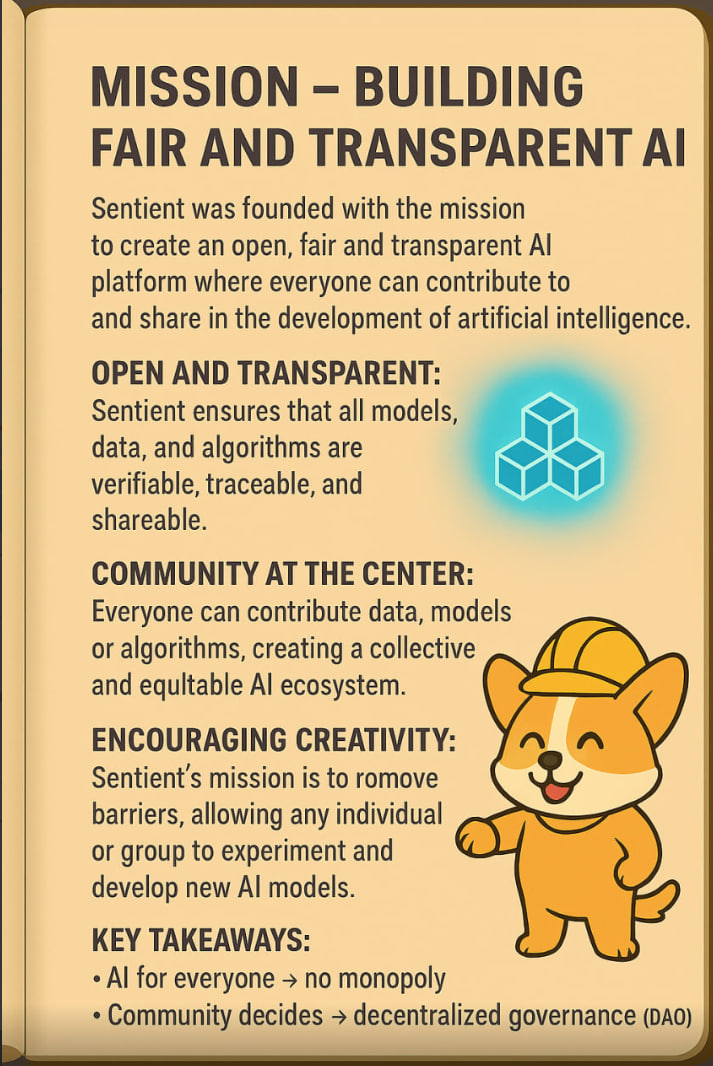 MISSION – BUILDING
FAIR AND TRANSPARENT AI
Sentient was founded with the mission
to create an open, fair and transparent AI
platform where everyone can contribute to
and share in the development of artificial intelligence.
OPEN AND TRANSPARENT:
Sentient ensures that all models,
data, and algorithms are
verifiable, traceable, and
shareable.
COMMUNITY AT THE CENTER:
Everyone can contribute data, models
or algorithms, creating a collective
and equltable AI ecosystem.
ENCOURAGING CREATIVITY:
Sentient's mission is to romove
barriers, allowing any individual
or group to experiment and
develop new AI models.
KEY TAKEAWAYS:
• AI for everyone → no monopoly
• Community decides → decentralized governance (DAO)